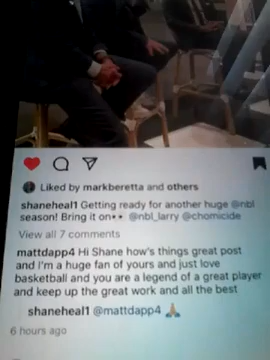 Liked by markberetta and others
shaneheal1 Getting ready for another huge @nbl
season! Bring it on👀 @nbl_larry @chomicide
View all 7 comments
mattdapp4 Hi Shane how's things great post
and I'm a huge fan of yours and just love
basketball and you are a legend of a great player
and keep up the great work and all the best
shaneheal1 @mattdapp4 🙏🏼
6 hours ago